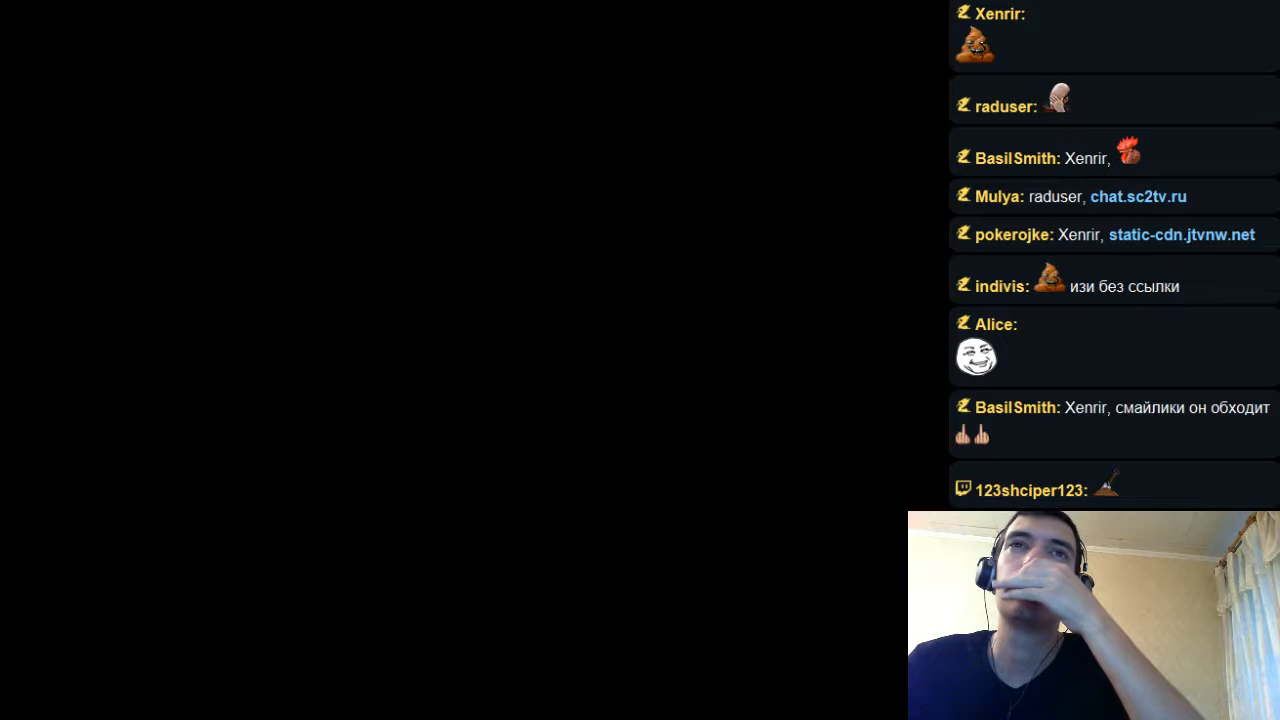 Xenrir:
raduser:
BasilSmith: Xenrir,
Mulya: raduser, chat.sc2tv.ru
pokerojke: Xenrir, static-cdn.jtvnw.net
indivis: изи без ссылки
Alice:
BasilSmith: Xenrir, смайлики он обходит
123shciper123: